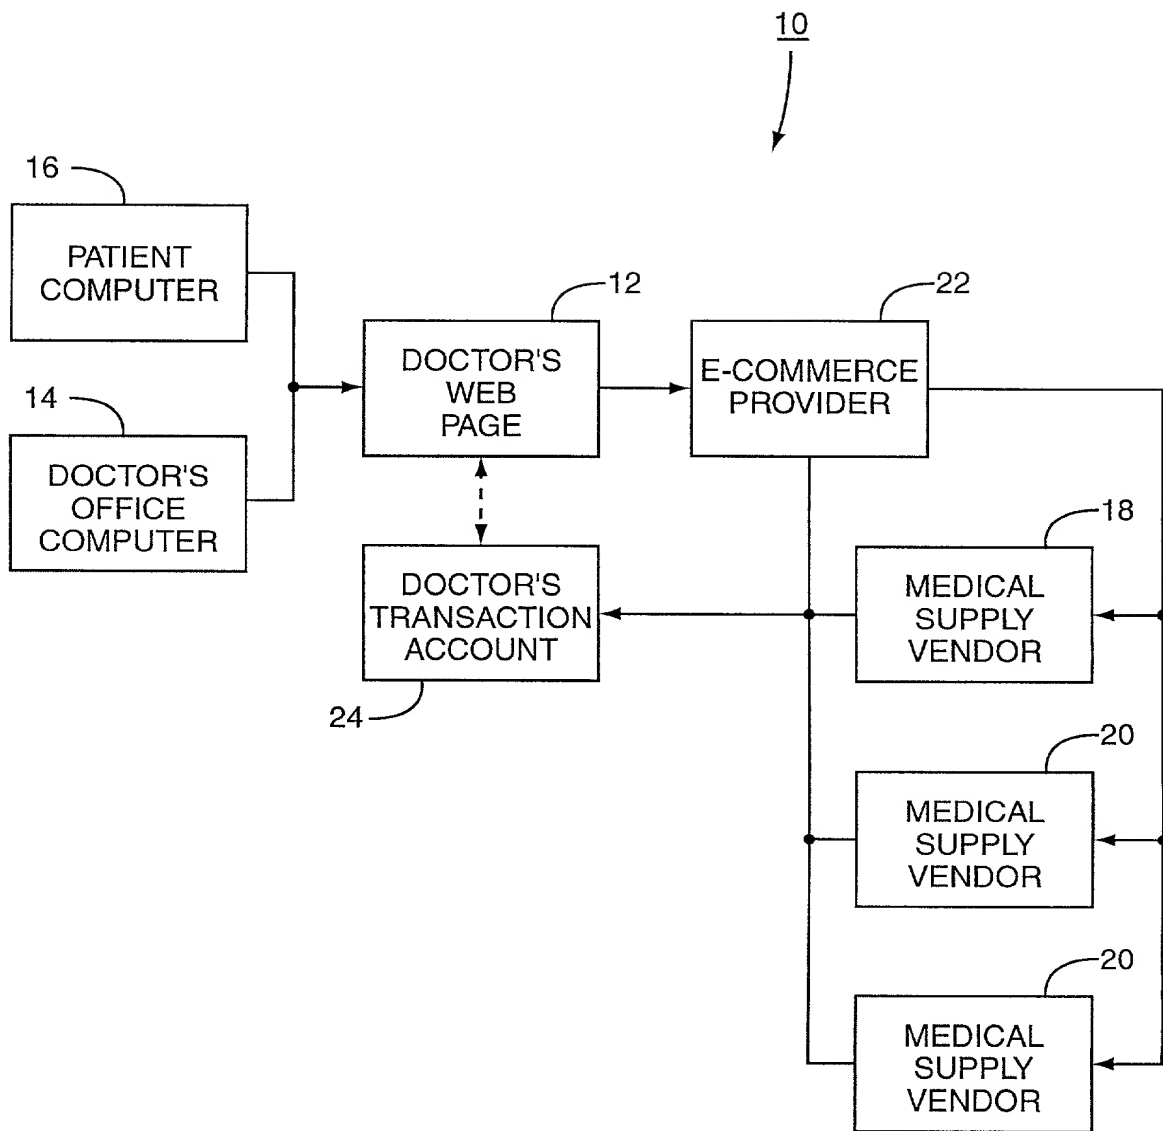 10
16
PATIENT
COMPUTER
12
DOCTOR'S
WEB
PAGE
22
E-COMMERCE
PROVIDER
14
DOCTOR'S
OFFICE
COMPUTER
18
MEDICAL
SUPPLY
VENDOR
DOCTOR'S
TRANSACTION
ACCOUNT
24
20
MEDICAL
SUPPLY
VENDOR
20
MEDICAL
SUPPLY
VENDOR